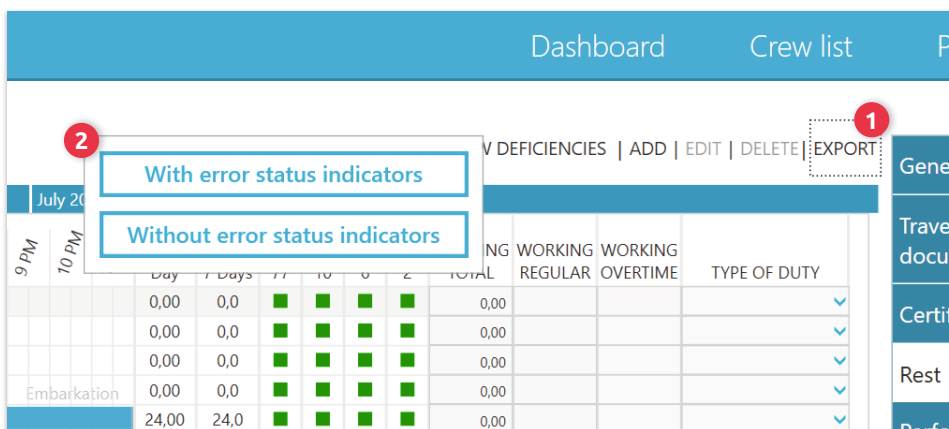 Dashboard Crew list P
1
2
W DEFICIENCIES | ADD | EDIT | DELETE | EXPORT
With error status indicators
Without error status indicators
Gene
Trave
docu
Certif
Rest
July 20
9 PM 10 PM
Day 7 Days 77 10 6 2 TOTAL
NG WORKING WORKING
REGULAR OVERTIME TYPE OF DUTY
0,00 0,0 0,00
0,00 0,0 0,00
0,00 0,0 0,00
Embarkation 0,00 0,0 0,00
24,00 24,0 0,00